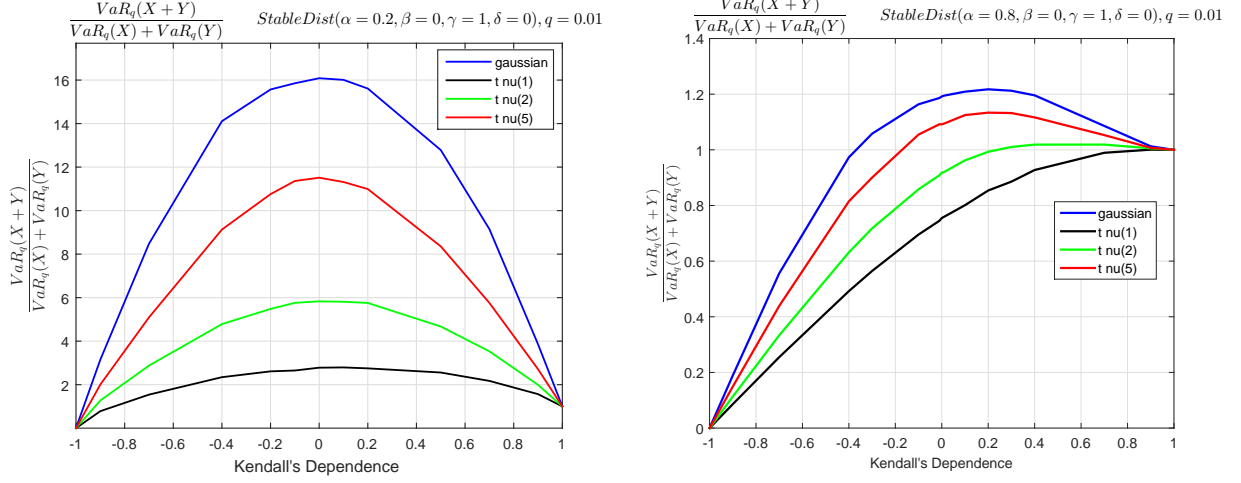 VaR_q(X + Y)
VaR_q(X) + VaR_q(Y)
StableDist(α = 0.2, β = 0, γ = 1, δ = 0), q = 0.01
16
14
12
10
8
6
4
2
gaussian
t nu(1)
t nu(2)
t nu(5)
VaR_q(X + Y)
VaR_q(X) + VaR_q(Y)
-1 -0.8 -0.6 -0.4 -0.2 0 0.2 0.4 0.6 0.8 1
Kendall's Dependence
VaR_q(X + Y)
VaR_q(X) + VaR_q(Y)
StableDist(α = 0.8, β = 0, γ = 1, δ = 0), q = 0.01
1.4
1.2
1
0.8
0.6
0.4
0.2
0
gaussian
t nu(1)
t nu(2)
t nu(5)
VaR_q(X + Y)
VaR_q(X) + VaR_q(Y)
-1 -0.8 -0.6 -0.4 -0.2 0 0.2 0.4 0.6 0.8 1
Kendall's Dependence